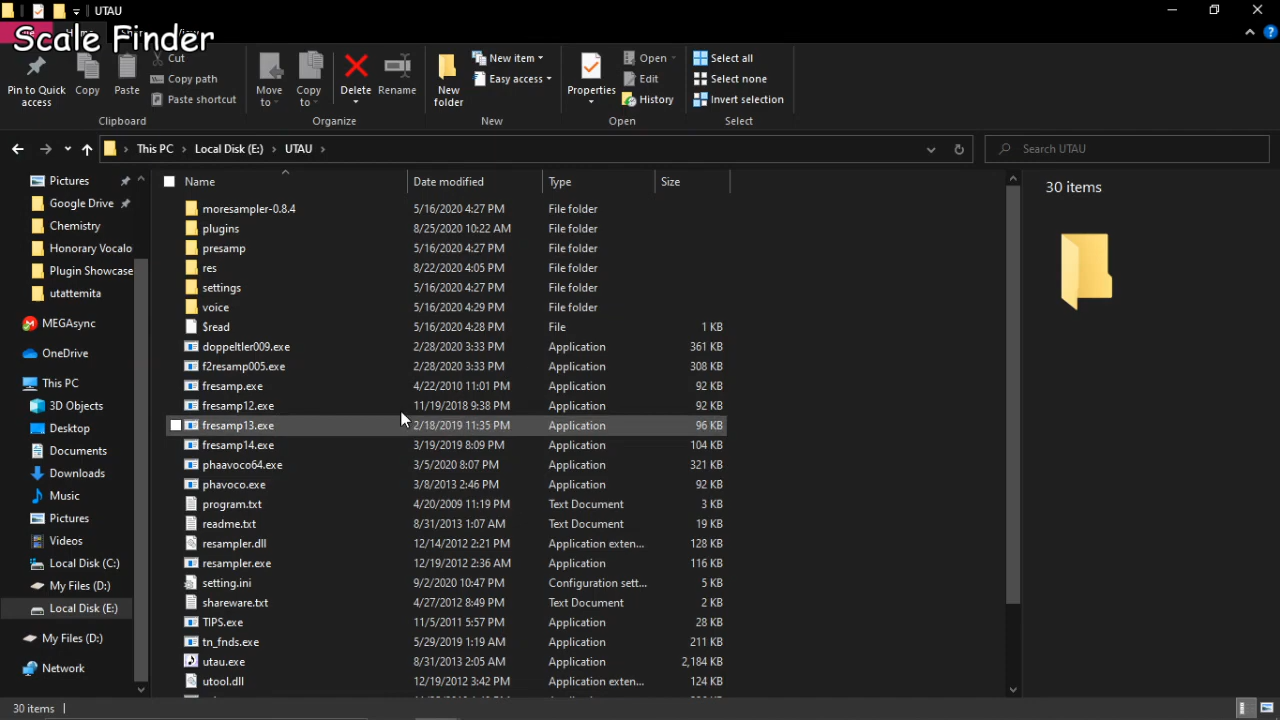 UTAU
Scale Finder
Pin to Quick access
Copy
Paste
Cut
Copy path
Paste shortcut
Clipboard
Move to
Copy to
Delete
Rename
Organize
New folder
New item
Easy access
New
Properties
Open
Edit
History
Open
Select all
Select none
Invert selection
Select
This PC
Local Disk (E:)
UTAU
Search UTAU
Pictures
Google Drive
Chemistry
Honorary Vocalo
Plugin Showcase
utattemita
MEGAsync
OneDrive
This PC
3D Objects
Desktop
Documents
Downloads
Music
Pictures
Videos
Local Disk (C:)
My Files (D:)
Local Disk (E:)
My Files (D:)
Network
Name Date modified Type Size
moresampler-0.8.4 5/16/2020 4:27 PM File folder
plugins 8/25/2020 10:22 AM File folder
presamp 5/16/2020 4:27 PM File folder
res 8/22/2020 4:05 PM File folder
settings 5/16/2020 4:27 PM File folder
voice 5/16/2020 4:29 PM File folder
$read 5/16/2020 4:28 PM File 1 KB
doppeltler009.exe 2/28/2020 3:33 PM Application 361 KB
f2resamp005.exe 2/28/2020 3:33 PM Application 308 KB
fresamp.exe 4/22/2010 11:01 PM Application 92 KB
fresamp12.exe 11/19/2018 9:38 PM Application 92 KB
fresamp13.exe 2/18/2019 11:35 PM Application 96 KB
fresamp14.exe 3/19/2019 8:09 PM Application 104 KB
phaavoco64.exe 3/5/2020 8:07 PM Application 321 KB
phavoco.exe 3/8/2013 2:46 PM Application 92 KB
program.txt 4/20/2009 11:19 PM Text Document 3 KB
readme.txt 8/31/2013 1:07 AM Text Document 19 KB
resampler.dll 12/14/2012 2:21 PM Application exten... 128 KB
resampler.exe 12/19/2012 2:36 AM Application 116 KB
setting.ini 9/2/2020 10:47 PM Configuration sett... 5 KB
shareware.txt 4/27/2012 8:49 PM Text Document 2 KB
TIPS.exe 11/5/2011 5:57 PM Application 28 KB
tn_fnds.exe 5/29/2019 1:19 AM Application 211 KB
utau.exe 8/31/2013 2:05 AM Application 2,184 KB
utool.dll 12/19/2012 3:42 PM Application exten... 124 KB
30 items
30 items